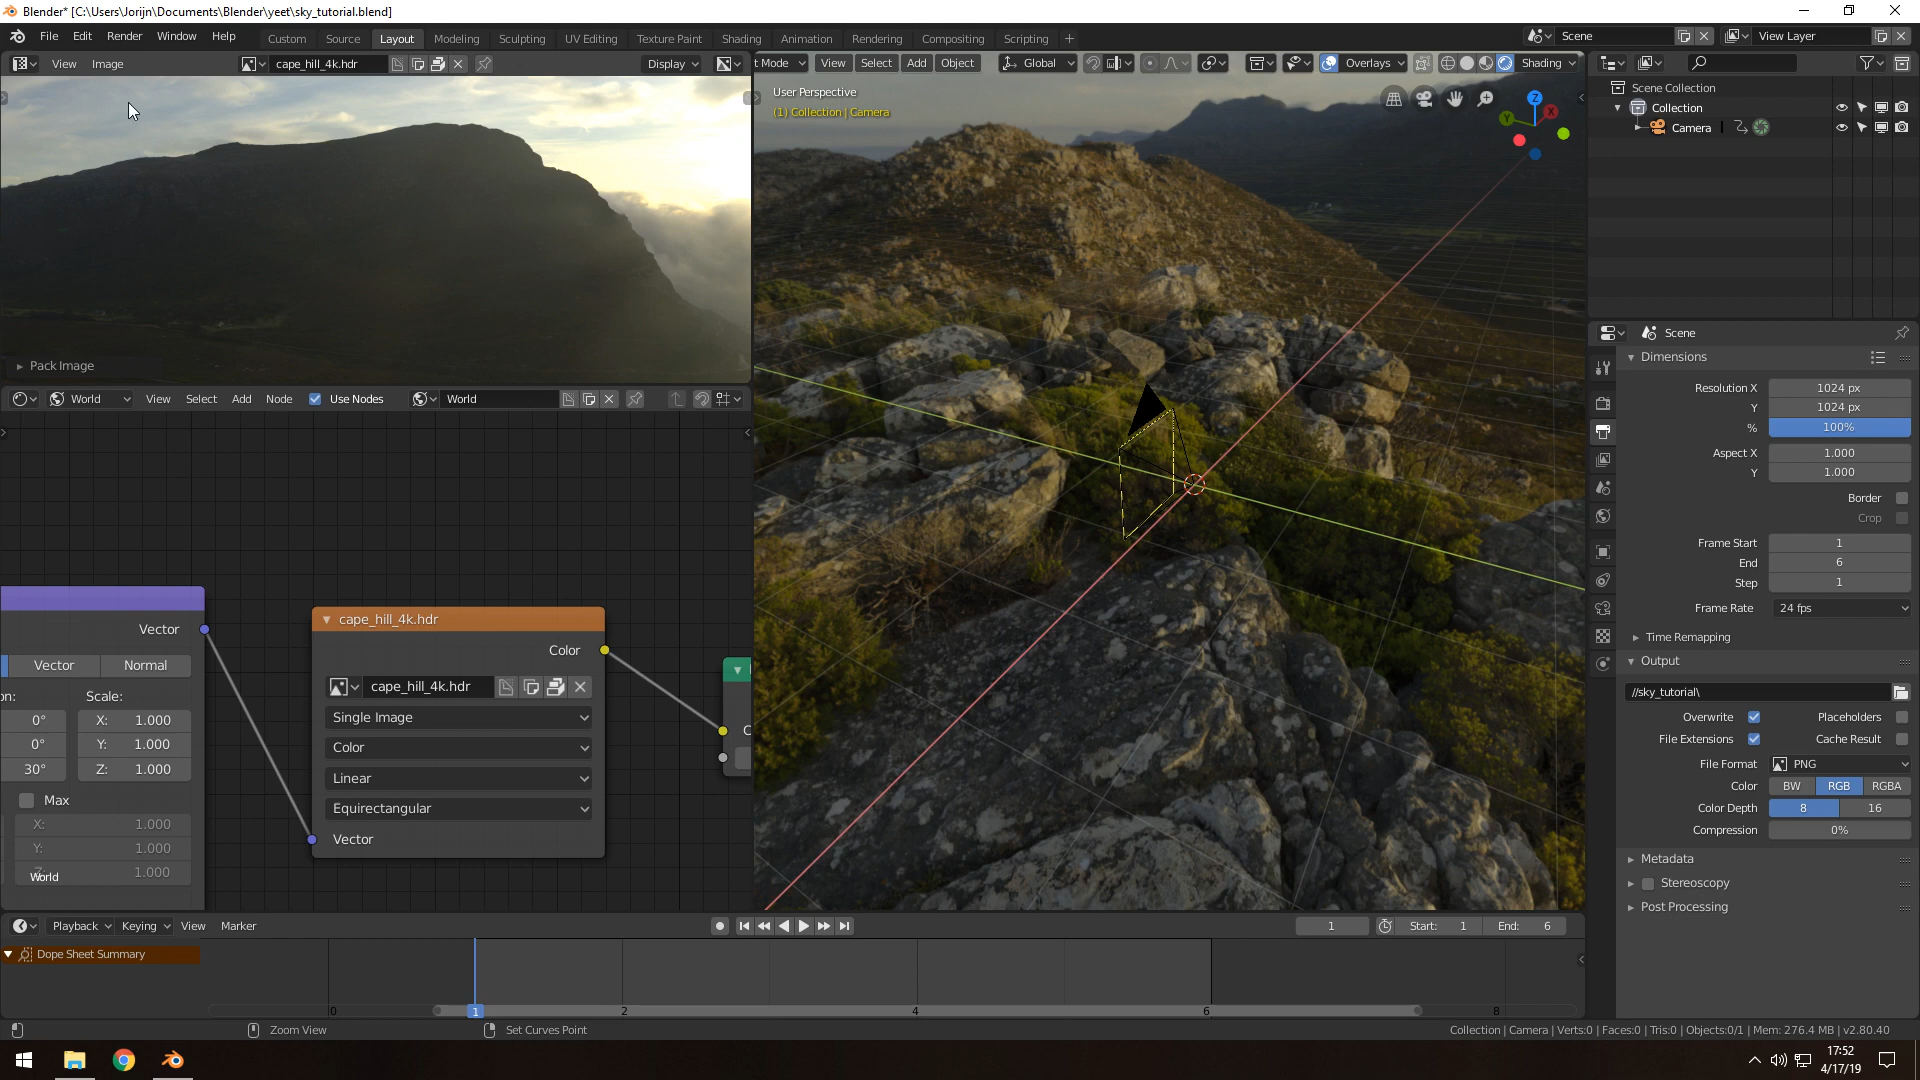 Blender* [C:\Users\Jorijn\Documents\Blender\yeet\sky_tutorial.blend]
File Edit Render Window Help
Custom Source Layout Modeling Sculpting UV Editing Texture Paint Shading Animation Rendering Compositing Scripting +
Scene
View Layer
View Image
cape_hill_4k.hdr
Display
t Mode View Select Add Object
Global
Overlays
Shading
User Perspective
(1) Collection | Camera
Z
X
Y
Pack Image
World View Select Add Node Use Nodes
World
Vector
Vector Normal
on: Scale:
0° X: 1.000
0° Y: 1.000
30° Z: 1.000
Max
X: 1.000
Y: 1.000
Z: 1.000
World
cape_hill_4k.hdr
Color
cape_hill_4k.hdr
Single Image
Color
Linear
Equirectangular
Vector
C
Scene Collection
Collection
Camera
Scene
Dimensions
Resolution X 1024 px
Y 1024 px
% 100%
Aspect X 1.000
Y 1.000
Border
Crop
Frame Start 1
End 6
Step 1
Frame Rate 24 fps
Time Remapping
Output
//sky_tutorial\
Overwrite Placeholders
File Extensions Cache Result
File Format PNG
Color BW RGB RGBA
Color Depth 8 16
Compression 0%
Metadata
Stereoscopy
Post Processing
Playback Keying View Marker
1 Start: 1 End: 6
Dope Sheet Summary
0 1 2 4 6 8
Zoom View
Set Curves Point
Collection | Camera | Verts:0 | Faces:0 | Tris:0 | Objects:0/1 | Mem: 276.4 MB | v2.80.40
17:52
4/17/19